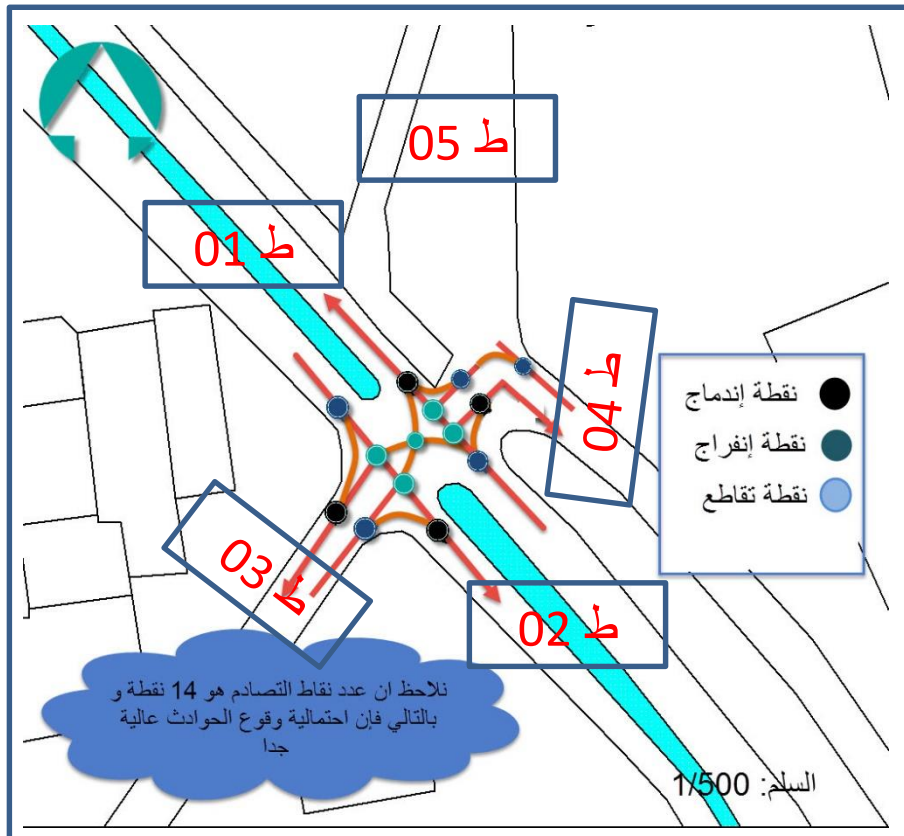 ط 05
ط 01
ط 04
نقطة إندماج
نقطة إنفراج
نقطة تقاطع
ط 03
ط 02
نلاحظ ان عدد نقاط التصادم هو 14 نقطة و
بالتالي فإن احتمالية وقوع الحوادث عالية
جدا
السلم: 1/500